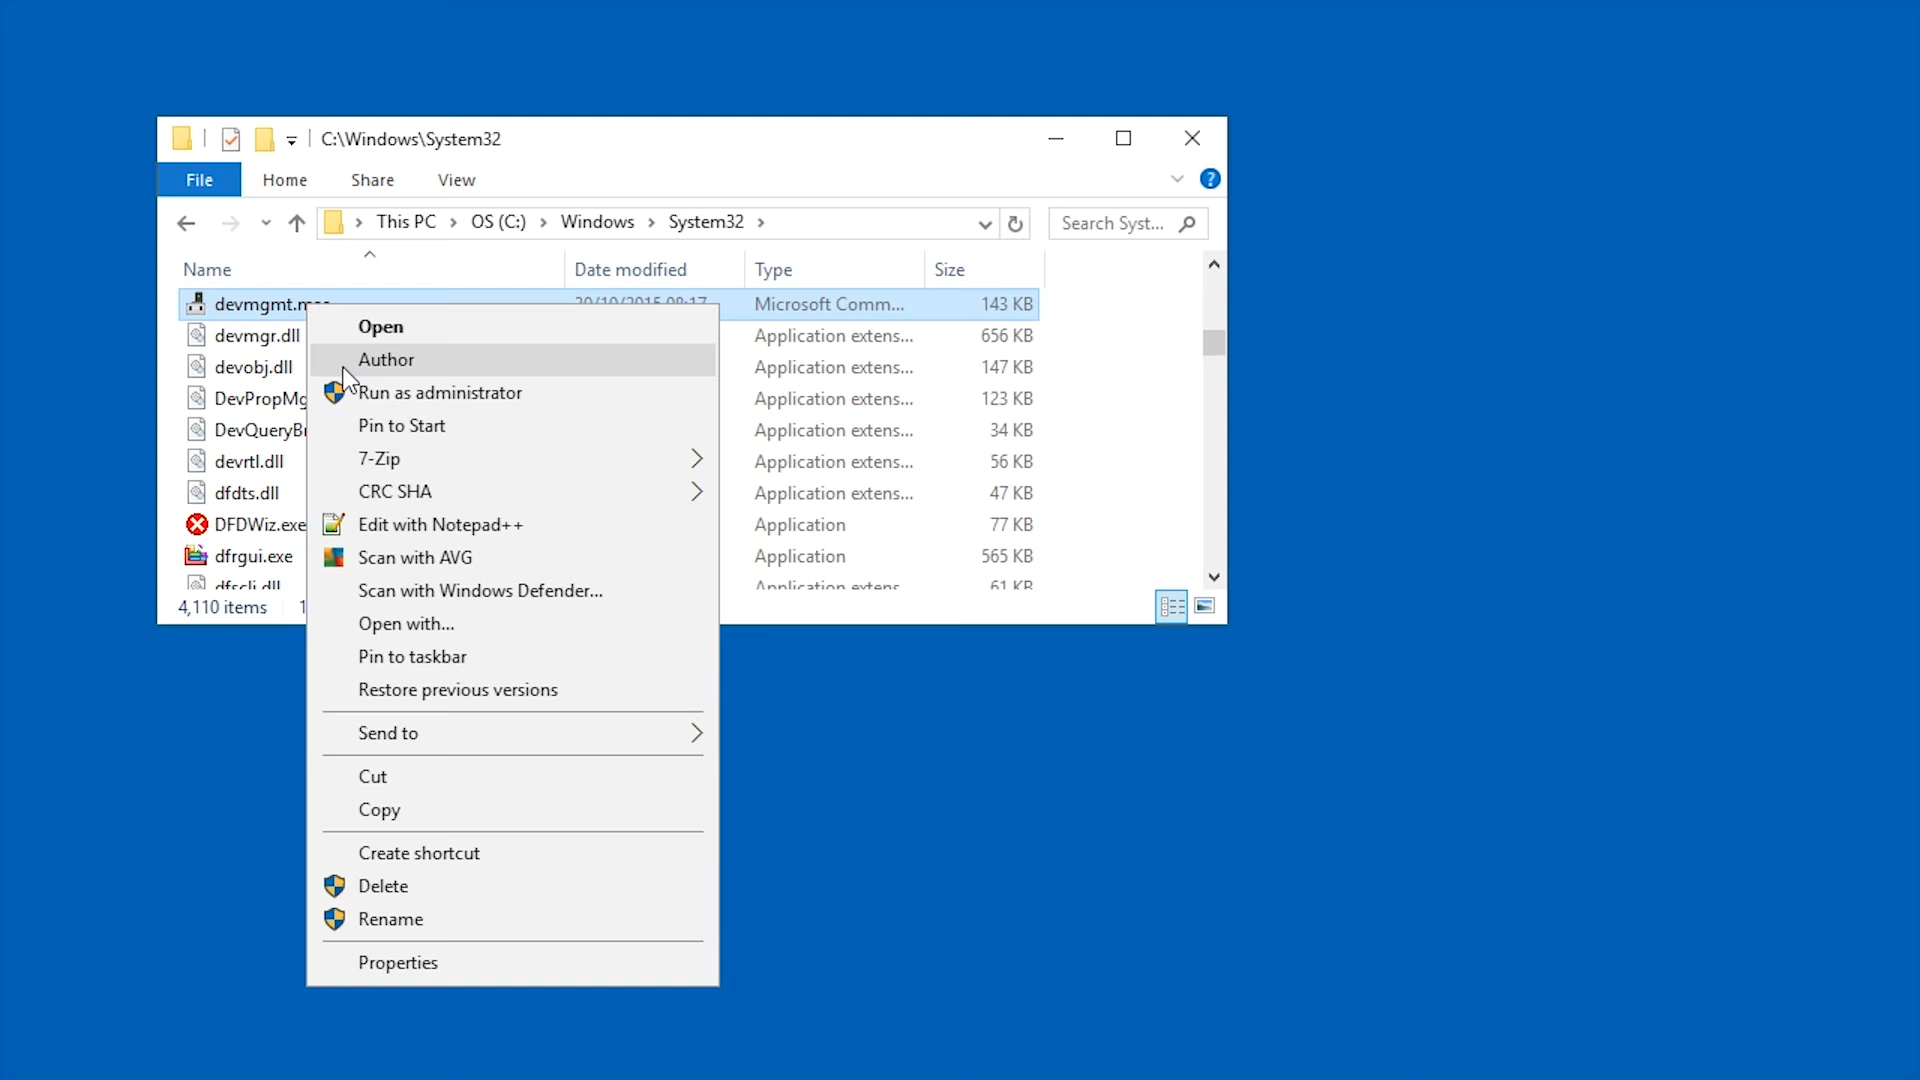 C:\Windows\System32
File Home Share View
This PC OS (C:) Windows System32 Search Syst...
Name Date modified Type Size
Microsoft Comm... 143 KB
devmgr.dll Application extens... 656 KB
devobj.dll Application extens... 147 KB
Application extens... 123 KB
Application extens... 34 KB
devrtl.dll Application extens... 56 KB
dfdts.dll Application extens... 47 KB
DFDWiz.exe Application 77 KB
dfrgui.exe Application 565 KB
4,110 items
Open
Author
Run as administrator
Pin to Start
7-Zip
CRC SHA
Edit with Notepad++
Scan with AVG
Scan with Windows Defender...
Open with...
Pin to taskbar
Restore previous versions
Send to
Cut
Copy
Create shortcut
Delete
Rename
Properties